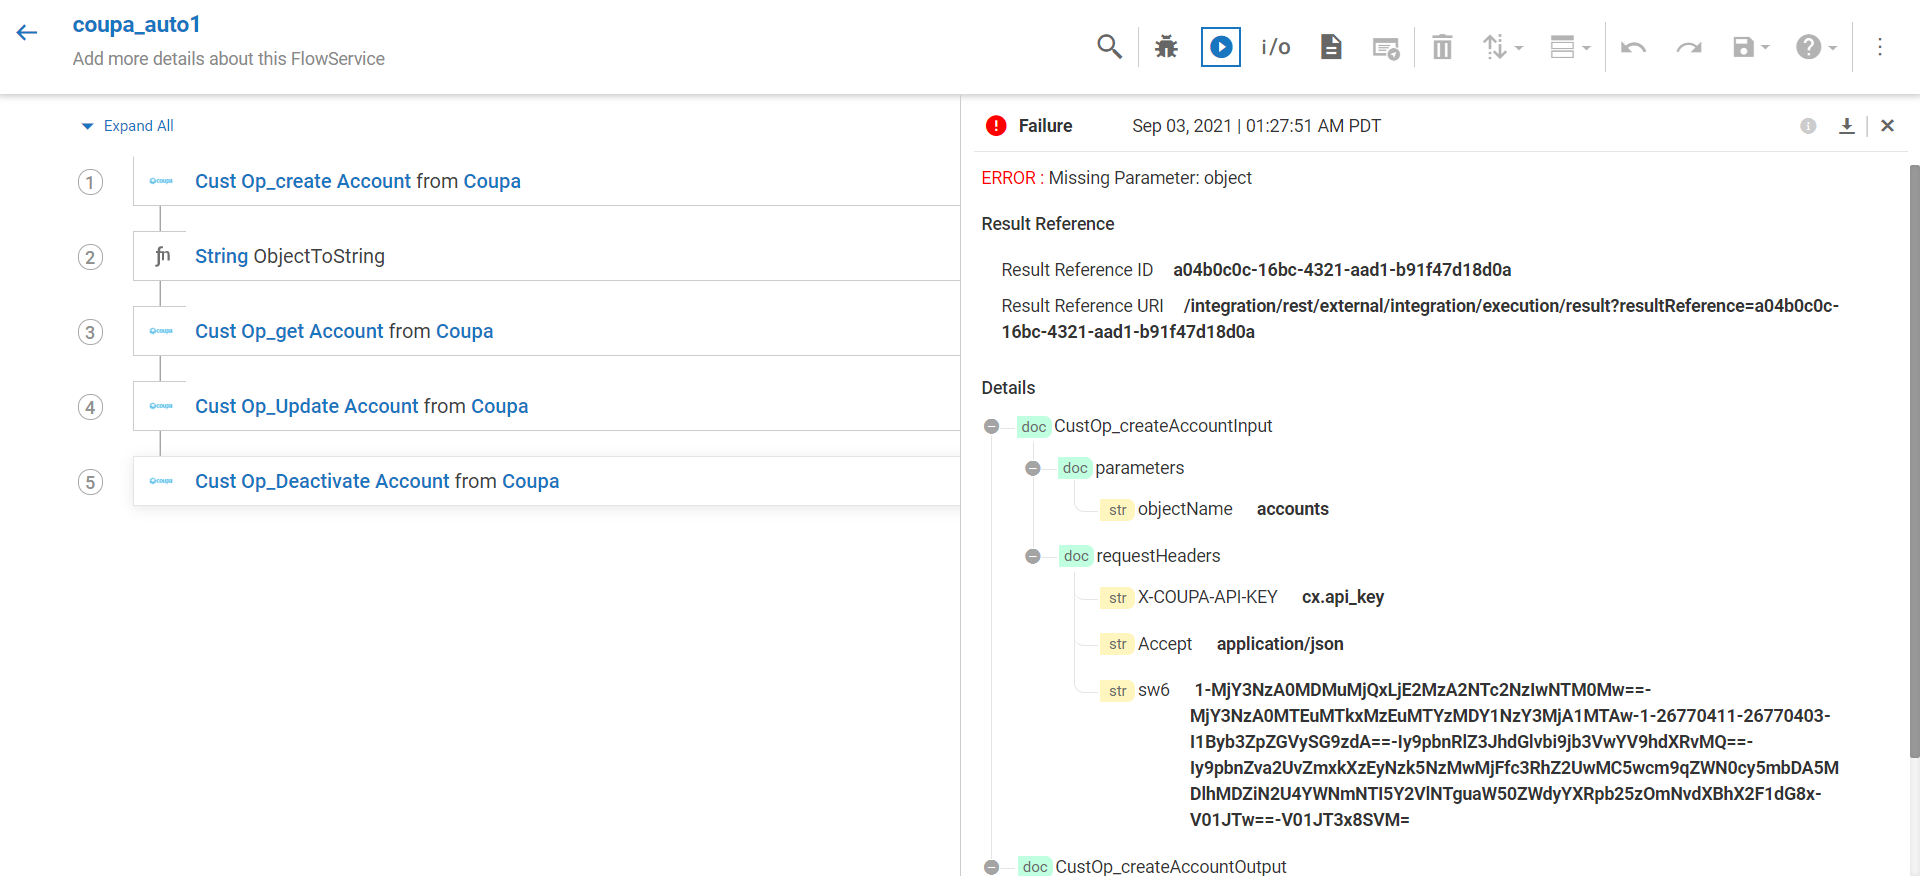 coupa_auto1
Add more details about this FlowService
i/o
Expand All
1 Cust Op_create Account from Coupa
2 fn String ObjectToString
3 Cust Op_get Account from Coupa
4 Cust Op_Update Account from Coupa
5 Cust Op_Deactivate Account from Coupa
Failure Sep 03, 2021 | 01:27:51 AM PDT
ERROR : Missing Parameter: object
Result Reference
Result Reference ID a04b0c0c-16bc-4321-aad1-b91f47d18d0a
Result Reference URI /integration/rest/external/integration/execution/result?resultReference=a04b0c0c-
16bc-4321-aad1-b91f47d18d0a
Details
doc CustOp_createAccountInput
doc parameters
str objectName accounts
doc requestHeaders
str X-COUPA-API-KEY cx.api_key
str Accept application/json
str sw6 1-MjY3NzA0MDMuMjQxLjE2MzA2NTc2NzIwNTM0Mw==-
MjY3NzA0MTEuMTkxMzEuMTYzMDY1NzY3MjA1MTAw-1-26770411-26770403-
I1Byb3ZpZGVySG9zdA==-Iy9pbnRlZ3JhdGlvbi9jb3VwYV9hdXRvMQ==-
Iy9pbnZva2UvZmxkXzEyNzk5NzMwMjFfc3RhZ2UwMC5wcm9qZWN0cy5mbDA5M
DlhMDZiN2U4YWNmNTI5Y2VlNTguaW50ZWdyYXRpb25zOmNvdXBhX2F1dG8x-
V01JTw==-V01JT3x8SVM=
doc CustOp_createAccountOutput